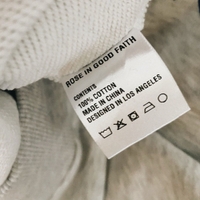 ROSE IN GOOD FAITH
CONTENTS
100% COTTON
MADE IN CHINA
DESIGNED IN LOS ANGELES